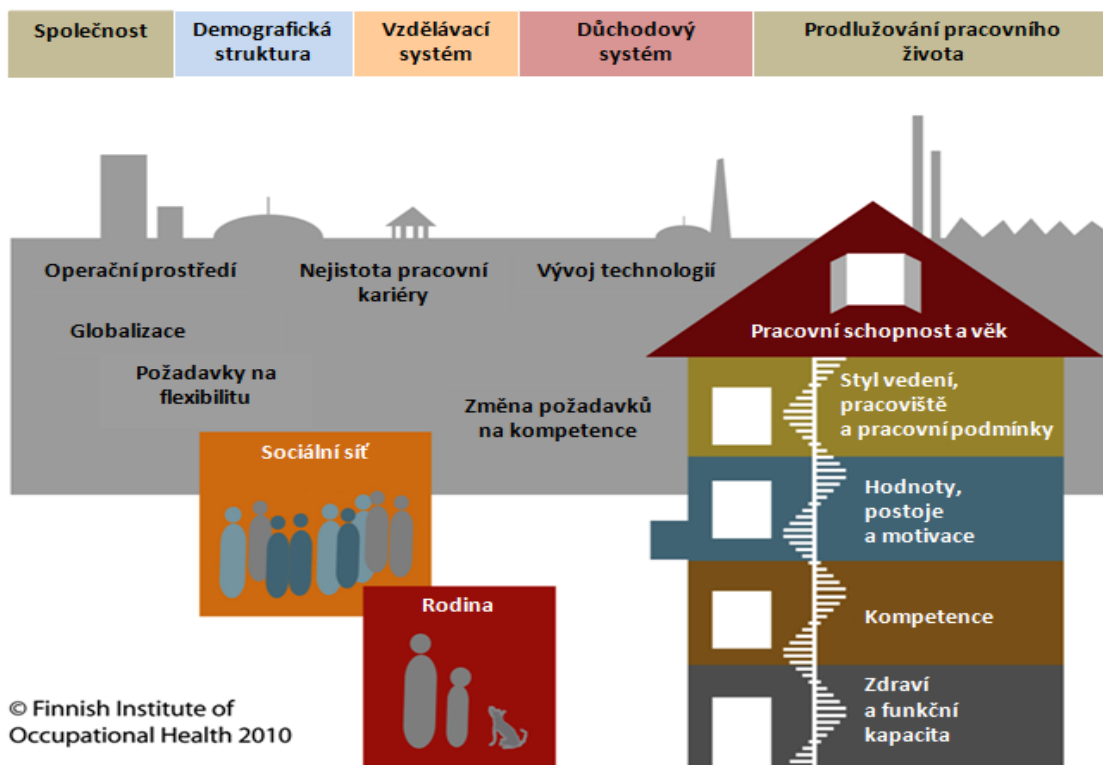 Společnost
Demografická
struktura
Vzdělávací
systém
Důchodový
systém
Prodlužování pracovního
života
Operační prostředí
Nejistota pracovní
kariéry
Vývoj technologií
Globalizace
Požadavky na
flexibilitu
Změna požadavků
na kompetence
Sociální síť
Rodina
Pracovní schopnost a věk
Styl vedení,
pracoviště
a pracovní podmínky
Hodnoty,
postoje
a motivace
Kompetence
Zdraví
a funkční
kapacita
© Finnish Institute of
Occupational Health 2010